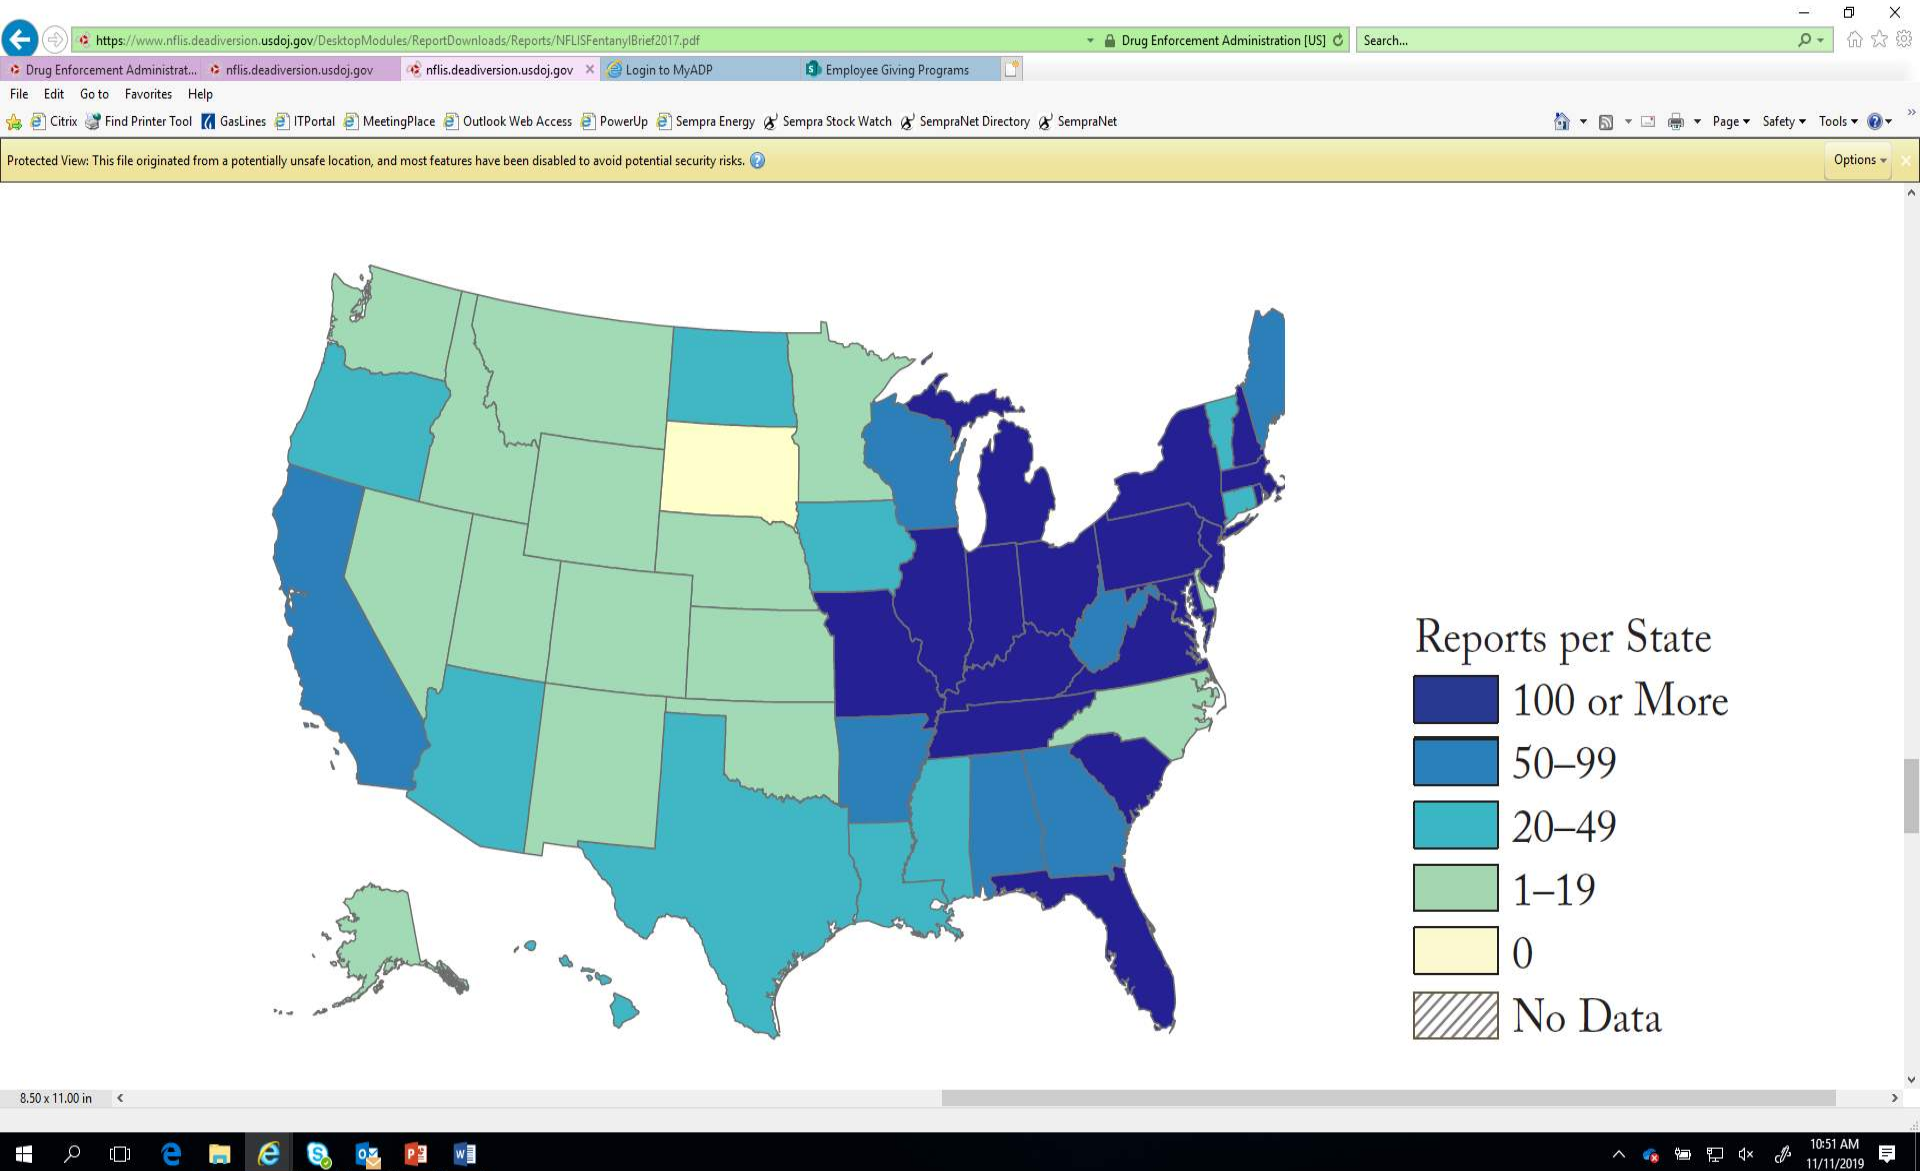 https://www.nflis.deadiversion.usdoj.gov/DesktopModules/ReportDownloads/Reports/NFLISFentanylBrief2017.pdf
Drug Enforcement Administration [US]
Search...
Drug Enforcement Administrat...
nflis.deadiversion.usdoj.gov
nflis.deadiversion.usdoj.gov
Login to MyADP
Employee Giving Programs
File Edit Go to Favorites Help
Citrix Find Printer Tool GasLines ITPortal MeetingPlace Outlook Web Access PowerUp Sempra Energy Sempra Stock Watch SempraNet Directory SempraNet
Page Safety Tools
Protected View: This file originated from a potentially unsafe location, and most features have been disabled to avoid potential security risks.
Options
Reports per State
100 or More
50–99
20–49
1–19
0
No Data
8.50 x 11.00 in
10:51 AM
11/11/2019